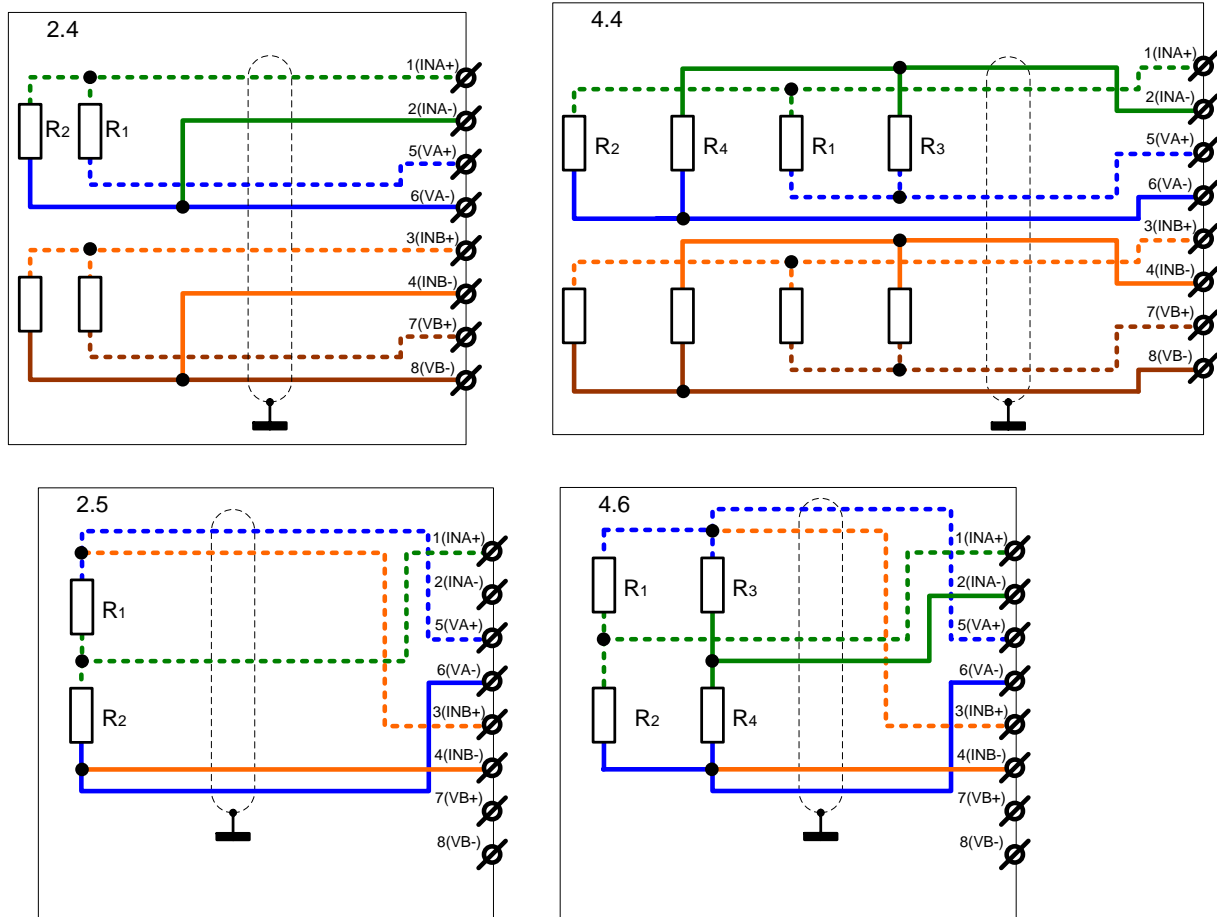 2.4
1(INA+)
2(INA-)
5(VA+)
6(VA-)
3(INB+)
4(INB-)
7(VB+)
8(VB-)
R2
R1
4.4
1(INA+)
2(INA-)
5(VA+)
6(VA-)
3(INB+)
4(INB-)
7(VB+)
8(VB-)
R2
R4
R1
R3
2.5
1(INA+)
2(INA-)
5(VA+)
6(VA-)
3(INB+)
4(INB-)
7(VB+)
8(VB-)
R1
R2
4.6
1(INA+)
2(INA-)
5(VA+)
6(VA-)
3(INB+)
4(INB-)
7(VB+)
8(VB-)
R1
R3
R2
R4